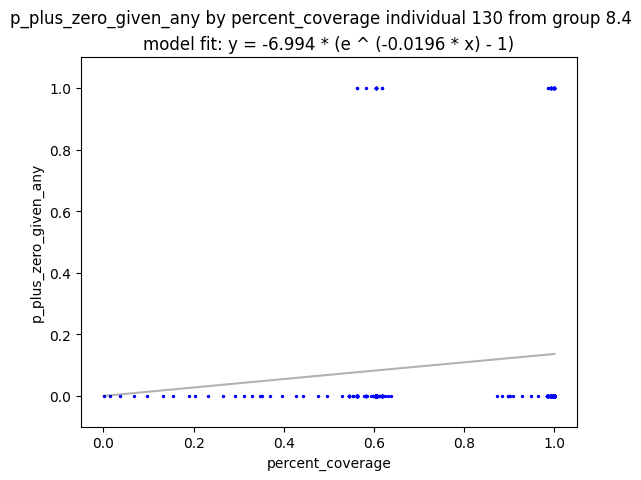 p_plus_zero_given_any by percent_coverage individual 130 from group 8.4
model fit: y = -6.994 * (e ^ (-0.0196 * x) - 1)
1.0
0.8
0.6
0.4
0.2
0.0
p_plus_zero_given_any
0.0 0.2 0.4 0.6 0.8 1.0
percent_coverage